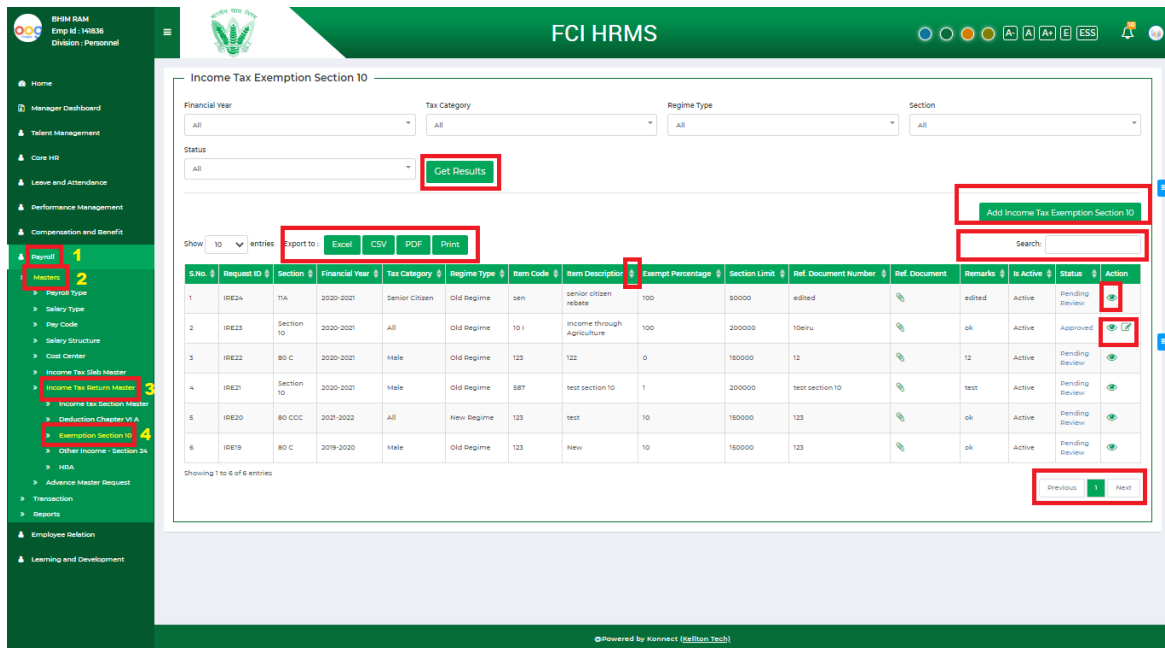 BHIM RAM
Emp Id : 141836
Division : Personnel
FCI HRMS
A- A A+ E ESS
10
Home
Manager Dashboard
Talent Management
Core HR
Leave and Attendance
Performance Management
Compensation and Benefit
Payroll 1
Masters 2
Payroll Type
Salary Type
Pay Code
Salary Structure
Cost Center
Income Tax Slab Master
Income Tax Return Master 3
Income tax Section Master
Deduction Chapter VI A
Exemption Section 10 4
Other Income - Section 24
HRA
Advance Master Request
Transaction
Reports
Employee Relation
Learning and Development
Income Tax Exemption Section 10
Financial Year Tax Category Regime Type Section
All All All All
Status
All Get Results
Add Income Tax Exemption Section 10
Show 10 entries Export to : Excel CSV PDF Print Search:
S.No. Request ID Section Financial Year Tax Category Regime Type Item Code Item Description Exempt Percentage Section Limit Ref. Document Number Ref. Document Remarks Is Active Status Action
1 IRE24 11A 2020-2021 Senior Citizen Old Regime sen senior citizen rebate 100 50000 edited edited Active Pending Review
2 IRE23 Section 10 2020-2021 All Old Regime 10 I Income through Agriculture 100 200000 10eiru ok Active Approved
3 IRE22 80 C 2020-2021 Male Old Regime 123 122 0 150000 12 12 Active Pending Review
4 IRE21 Section 10 2020-2021 Male Old Regime 587 test section 10 1 200000 test section 10 test Active Pending Review
5 IRE20 80 CCC 2021-2022 All New Regime 123 test 10 150000 123 ok Active Pending Review
6 IRE19 80 C 2019-2020 Male Old Regime 123 New 10 150000 123 ok Active Pending Review
Showing 1 to 6 of 6 entries
Previous 1 Next
@Powered by Konnect (Kellton Tech)